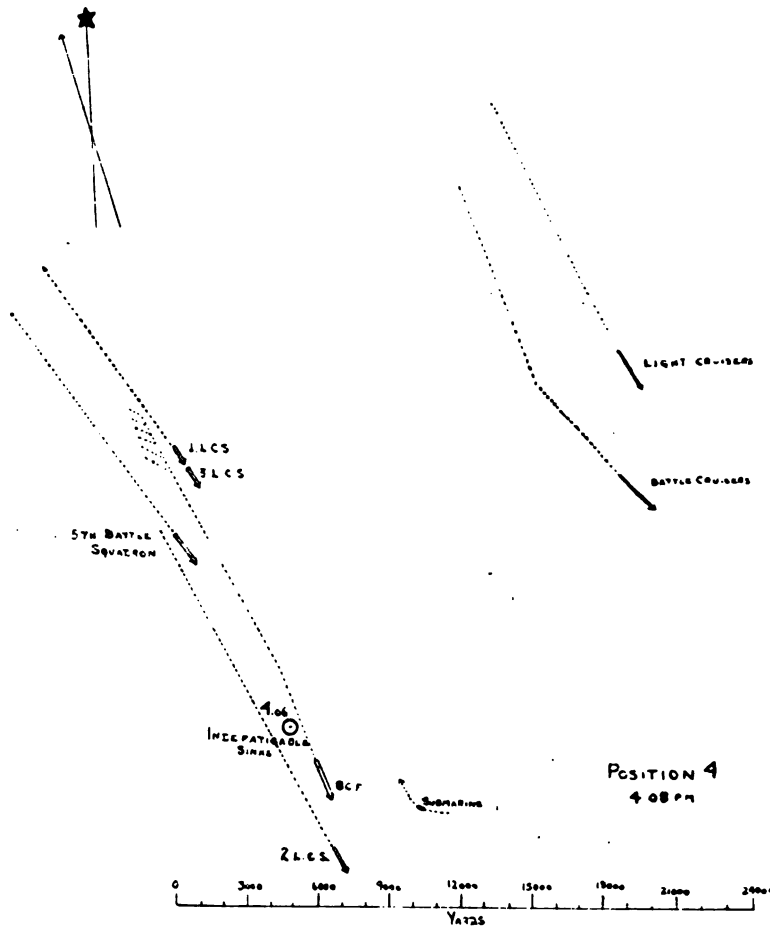 LIGHT CRUISERS
1.L.C.S
3.L.C.S
BATTLE CRUISERS
5TH BATTLE
SQUADRON
4.06
INDEFATIGABLE
SINKS
B.C.F
SUBMARINE
POSITION 4
4 08 PM
2 L.C.S.
0 3000 6000 9000 12000 15000 18000 21000 24000
YARDS